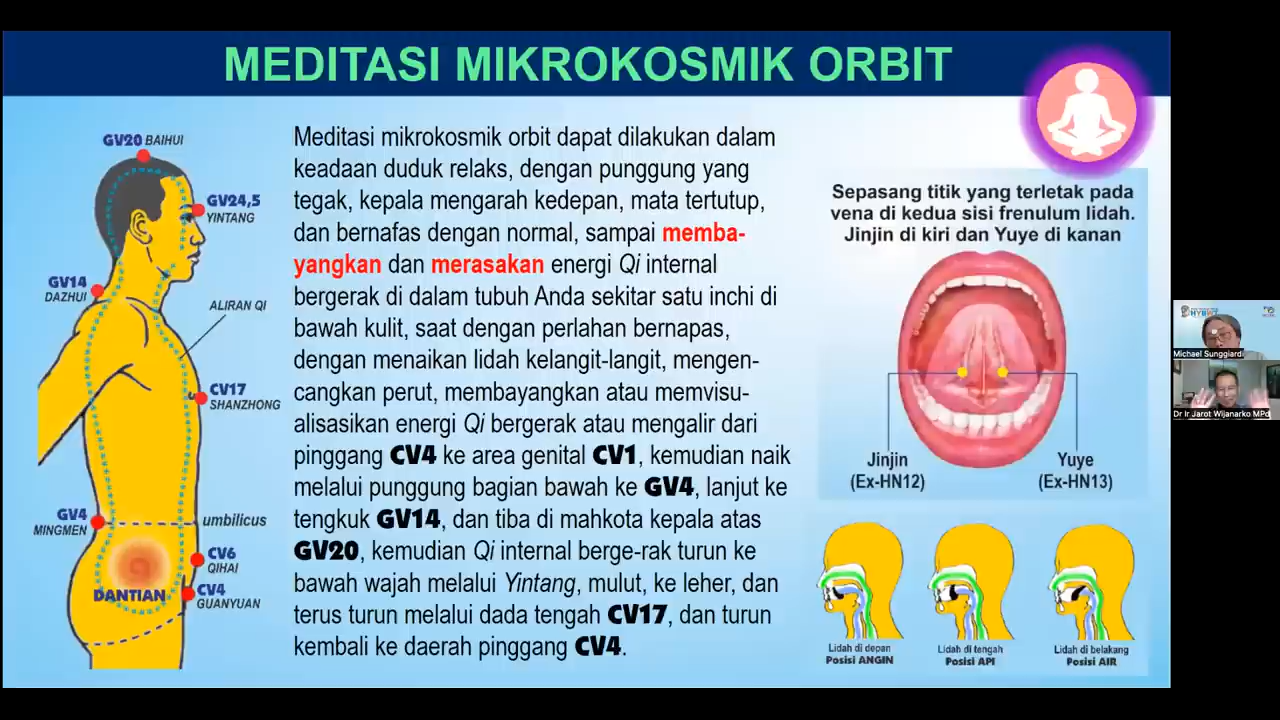 MEDITASI MIKROKOSMIK ORBIT
GV20 BAIHUI
GV24,5
YINTANG
GV14
DAZHUI
ALIRAN QI
CV17
SHANZHONG
GV4
MINGMEN
umbilicus
CV6
QIHAI
DANTIAN
CV4
GUANYUAN
Meditasi mikrokosmik orbit dapat dilakukan dalam
keadaan duduk relaks, dengan punggung yang
tegak, kepala mengarah kedepan, mata tertutup,
dan bernafas dengan normal, sampai memba-
yangkan dan merasakan energi Qi internal
bergerak di dalam tubuh Anda sekitar satu inchi di
bawah kulit, saat dengan perlahan bernapas,
dengan menaikan lidah kelangit-langit, mengen-
cangkan perut, membayangkan atau memvisu-
alisasikan energi Qi bergerak atau mengalir dari
pinggang CV4 ke area genital CV1, kemudian naik
melalui punggung bagian bawah ke GV4, lanjut ke
tengkuk GV14, dan tiba di mahkota kepala atas
GV20, kemudian Qi internal berge-rak turun ke
bawah wajah melalui Yintang, mulut, ke leher, dan
terus turun melalui dada tengah CV17, dan turun
kembali ke daerah pinggang CV4.
Sepasang titik yang terletak pada
vena di kedua sisi frenulum lidah.
Jinjin di kiri dan Yuye di kanan
Jinjin
(Ex-HN12)
Yuye
(Ex-HN13)
Lidah di depan
Posisi ANGIN
Lidah di tengah
Posisi API
Lidah di belakang
Posisi AIR
Michael Sunggiardi
Dr Ir Jarot Wijanarko MPd